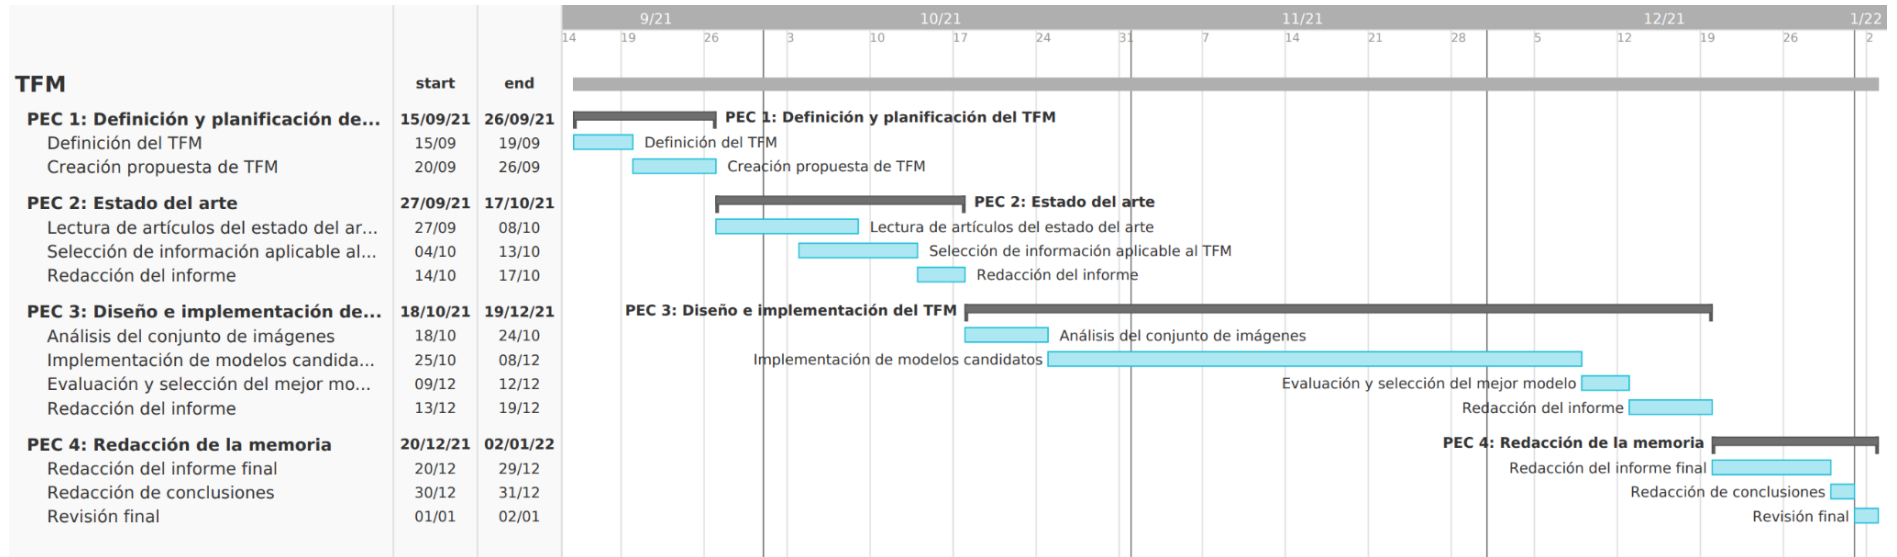 9/21 10/21 11/21 12/21 1/22
14 19 26 3 10 17 24 31 7 14 21 28 5 12 19 26 2
TFM start end
PEC 1: Definición y planificación de... 15/09/21 26/09/21 PEC 1: Definición y planificación del TFM
Definición del TFM 15/09 19/09 Definición del TFM
Creación propuesta de TFM 20/09 26/09 Creación propuesta de TFM
PEC 2: Estado del arte 27/09/21 17/10/21 PEC 2: Estado del arte
Lectura de artículos del estado del ar... 27/09 08/10 Lectura de artículos del estado del arte
Selección de información aplicable al... 04/10 13/10 Selección de información aplicable al TFM
Redacción del informe 14/10 17/10 Redacción del informe
PEC 3: Diseño e implementación de... 18/10/21 19/12/21 PEC 3: Diseño e implementación del TFM
Análisis del conjunto de imágenes 18/10 24/10 Análisis del conjunto de imágenes
Implementación de modelos candida... 25/10 08/12 Implementación de modelos candidatos
Evaluación y selección del mejor mo... 09/12 12/12 Evaluación y selección del mejor modelo
Redacción del informe 13/12 19/12 Redacción del informe
PEC 4: Redacción de la memoria 20/12/21 02/01/22 PEC 4: Redacción de la memoria
Redacción del informe final 20/12 29/12 Redacción del informe final
Redacción de conclusiones 30/12 31/12 Redacción de conclusiones
Revisión final 01/01 02/01 Revisión final